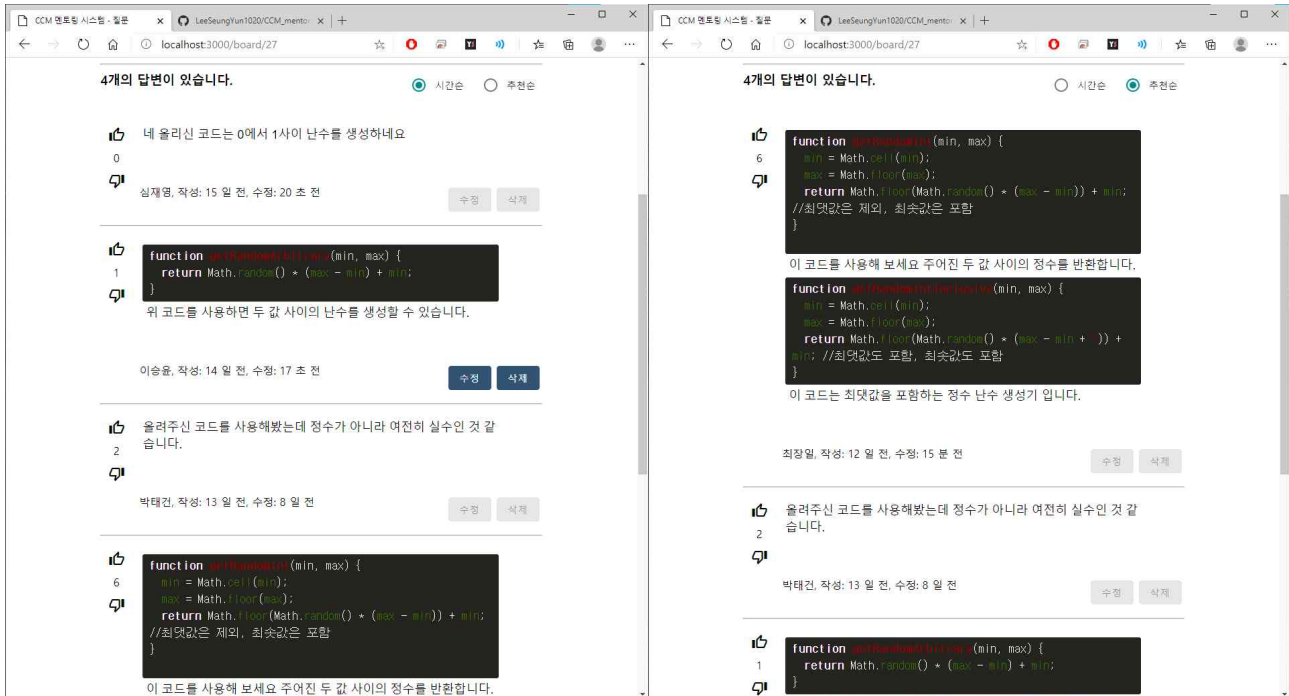 CCM 멘토링 시스템 - 질문
LeeSeungYun1020/CCM_mento
localhost:3000/board/27
4개의 답변이 있습니다.
시간순
추천순
네 올리신 코드는 0에서 1사이 난수를 생성하네요
0
심재영, 작성: 15 일 전, 수정: 20 초 전
수정
삭제
function getRandomArbitrary(min, max) {
return Math.random() * (max - min) + min;
}
1
위 코드를 사용하면 두 값 사이의 난수를 생성할 수 있습니다.
이승윤, 작성: 14 일 전, 수정: 17 초 전
수정
삭제
올려주신 코드를 사용해봤는데 정수가 아니라 여전히 실수인 것 같
습니다.
2
박태건, 작성: 13 일 전, 수정: 8 일 전
수정
삭제
function getRandomInt(min, max) {
min = Math.ceil(min);
max = Math.floor(max);
return Math.floor(Math.random() * (max - min)) + min;
//최댓값은 제외, 최솟값은 포함
}
6
이 코드를 사용해 보세요 주어진 두 값 사이의 정수를 반환합니다.
CCM 멘토링 시스템 - 질문
LeeSeungYun1020/CCM_mento
localhost:3000/board/27
4개의 답변이 있습니다.
시간순
추천순
function getRandomInt(min, max) {
min = Math.ceil(min);
max = Math.floor(max);
return Math.floor(Math.random() * (max - min)) + min;
//최댓값은 제외, 최솟값은 포함
}
6
이 코드를 사용해 보세요 주어진 두 값 사이의 정수를 반환합니다.
function getRandomIntInclusive(min, max) {
min = Math.ceil(min);
max = Math.floor(max);
return Math.floor(Math.random() * (max - min + )) +
min; //최댓값도 포함, 최솟값도 포함
}
이 코드는 최댓값을 포함하는 정수 난수 생성기 입니다.
최장일, 작성: 12 일 전, 수정: 15 분 전
수정
삭제
올려주신 코드를 사용해봤는데 정수가 아니라 여전히 실수인 것 같
습니다.
2
박태건, 작성: 13 일 전, 수정: 8 일 전
수정
삭제
function getRandomArbitrary(min, max) {
return Math.random() * (max - min) + min;
}
1